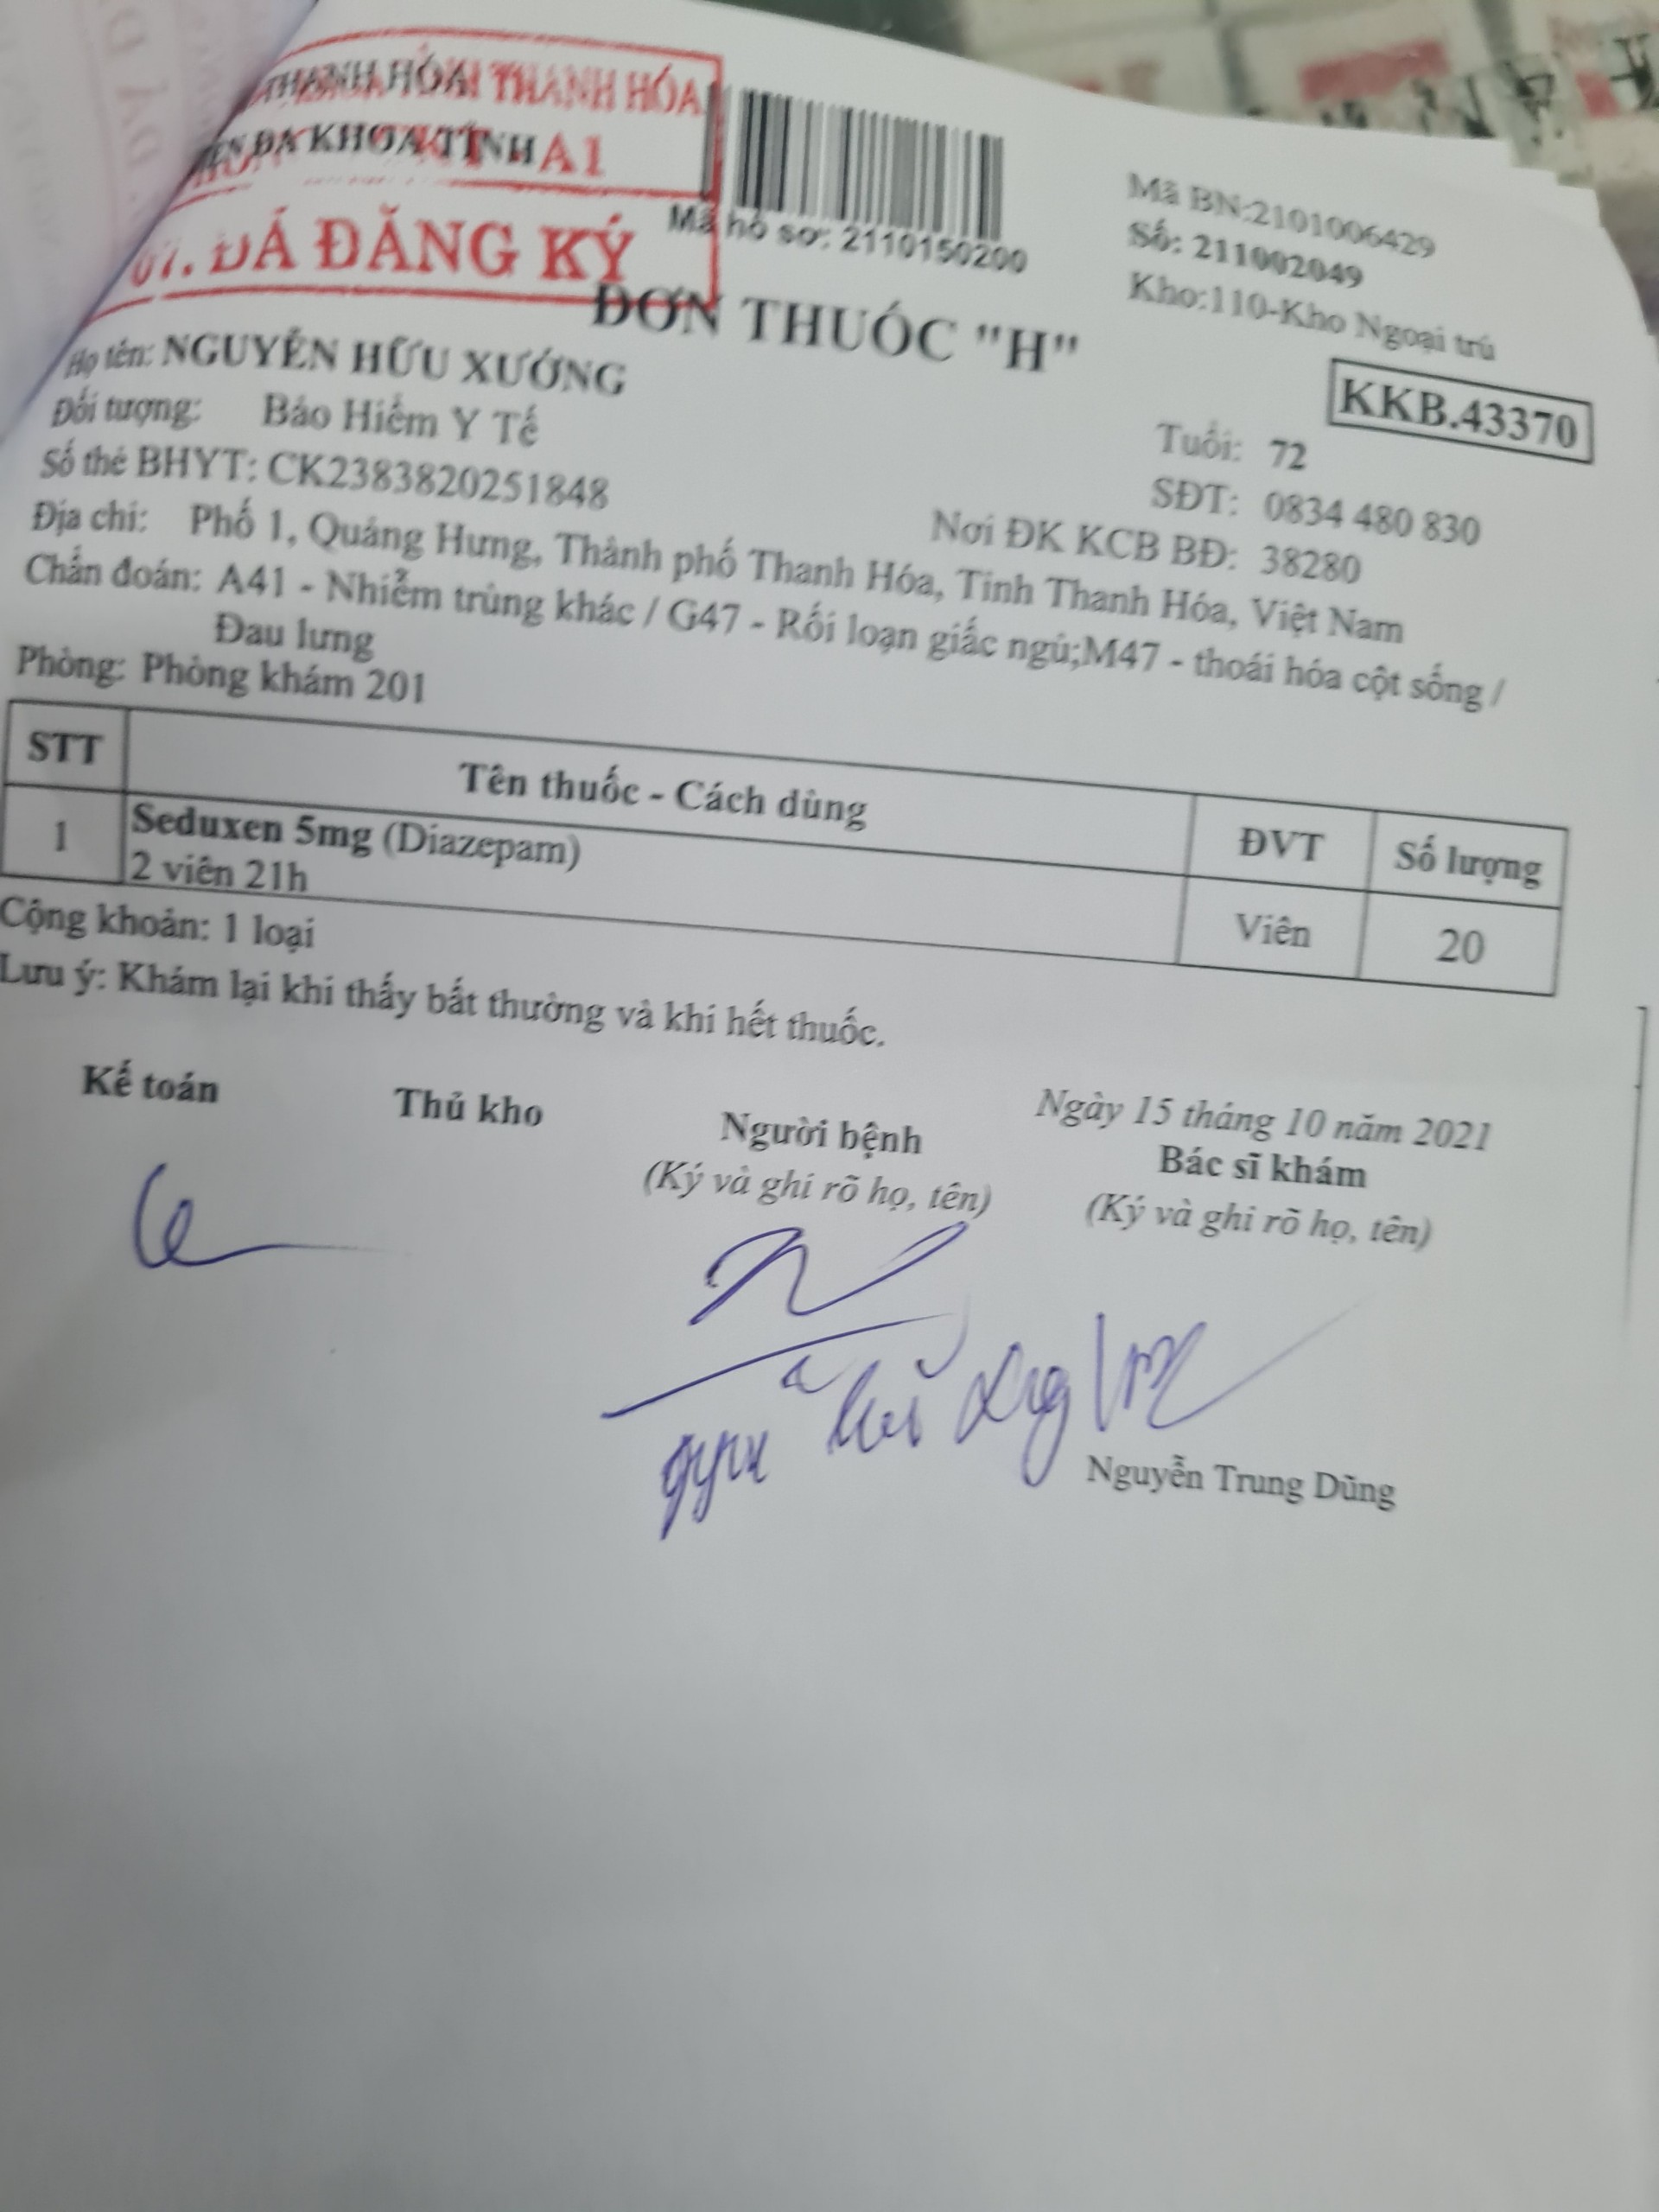 THANH HÓA THANH HÓA
ĐA KHOA TỈNH A1
ĐÃ ĐĂNG KÝ
Mã hồ sơ: 2110150200
Mã BN:2101006429
Số: 211002049
Kho:110-Kho Ngoại trú
ĐƠN THUỐC "H"
KKB.43370
Họ tên: NGUYỄN HỮU XƯỚNG
Tuổi: 72
Đối tượng: Bảo Hiểm Y Tế
SĐT: 0834 480 830
Số thẻ BHYT: CK2383820251848
Nơi ĐK KCB BĐ: 38280
Địa chỉ: Phố 1, Quảng Hưng, Thành phố Thanh Hóa, Tỉnh Thanh Hóa, Việt Nam
Chẩn đoán: A41 - Nhiễm trùng khác / G47 - Rối loạn giấc ngủ;M47 - thoái hóa cột sống /
Đau lưng
Phòng: Phòng khám 201
STT Tên thuốc - Cách dùng ĐVT Số lượng
1 Seduxen 5mg (Diazepam) Viên 20
2 viên 21h
Cộng khoản: 1 loại
Lưu ý: Khám lại khi thấy bất thường và khi hết thuốc.
Ngày 15 tháng 10 năm 2021
Kế toán Thủ kho Người bệnh Bác sĩ khám
(Ký và ghi rõ họ, tên) (Ký và ghi rõ họ, tên)
Nguyễn Trung Dũng